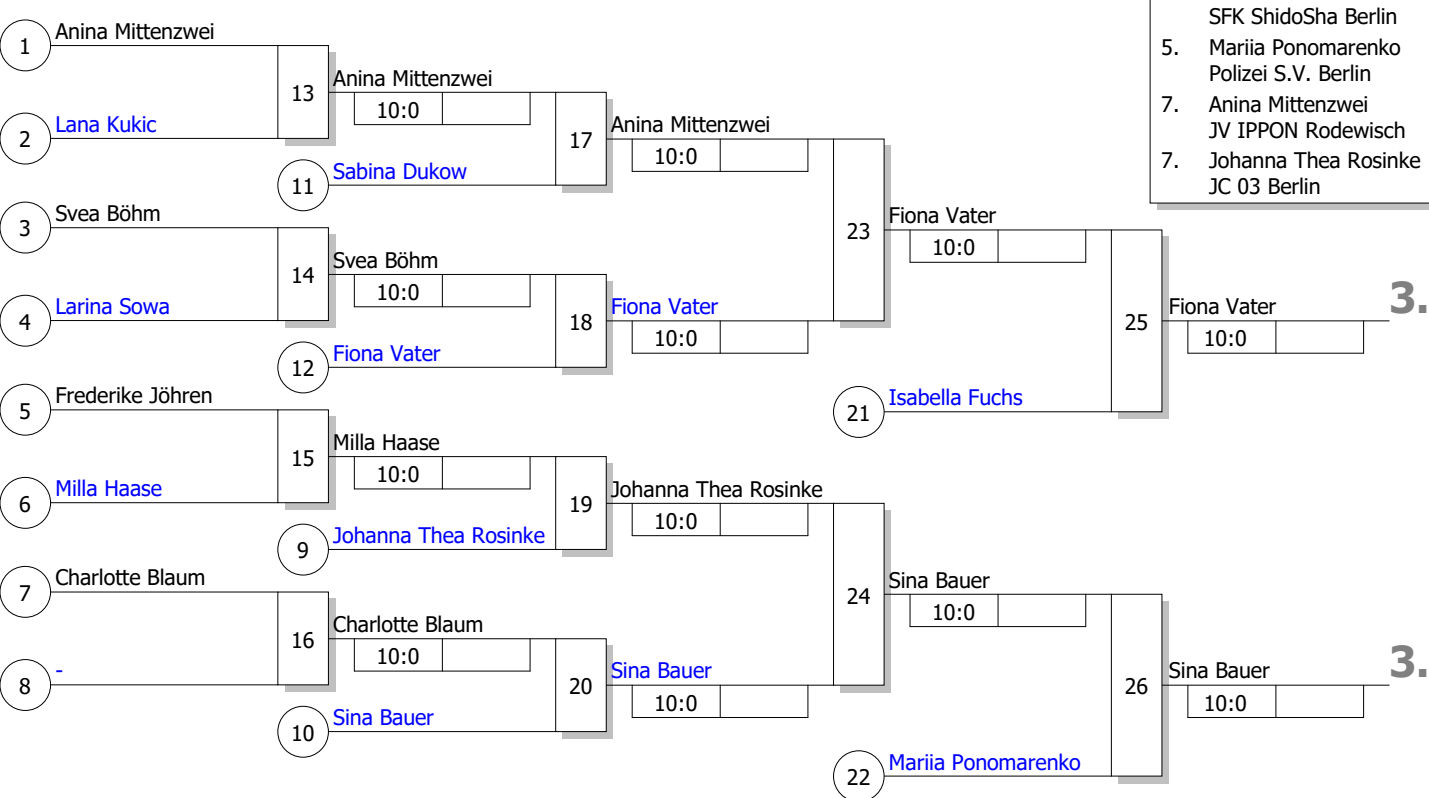 SFK ShidoSha Berlin
5. Mariia Ponomarenko
Polizei S.V. Berlin
7. Anina Mittenzwei
JV IPPON Rodewisch
7. Johanna Thea Rosinke
JC 03 Berlin
1 Anina Mittenzwei
13 Anina Mittenzwei
10:0
2 Lana Kukic
17 Anina Mittenzwei
10:0
11 Sabina Dukow
3 Svea Böhm
23 Fiona Vater
10:0
14 Svea Böhm
10:0
4 Larina Sowa
18 Fiona Vater
10:0
25 Fiona Vater 3.
10:0
12 Fiona Vater
5 Frederike Jöhren
21 Isabella Fuchs
15 Milla Haase
10:0
6 Milla Haase
19 Johanna Thea Rosinke
10:0
9 Johanna Thea Rosinke
7 Charlotte Blaum
24 Sina Bauer
10:0
16 Charlotte Blaum
10:0
8 -
20 Sina Bauer
10:0
26 Sina Bauer 3.
10:0
10 Sina Bauer
22 Mariia Ponomarenko